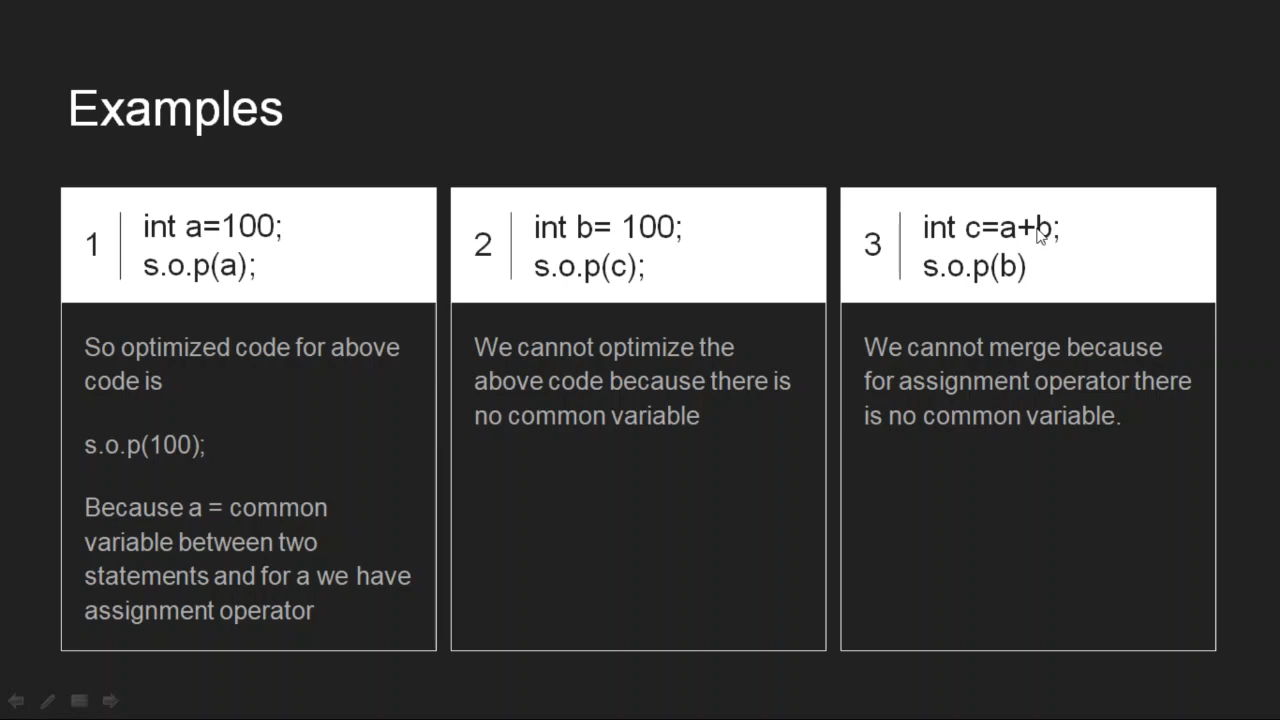 Examples
1
int a=100;
s.o.p(a);
So optimized code for above
code is
s.o.p(100);
Because a = common
variable between two
statements and for a we have
assignment operator
2
int b= 100;
s.o.p(c);
We cannot optimize the
above code because there is
no common variable
3
int c=a+b;
s.o.p(b)
We cannot merge because
for assignment operator there
is no common variable.